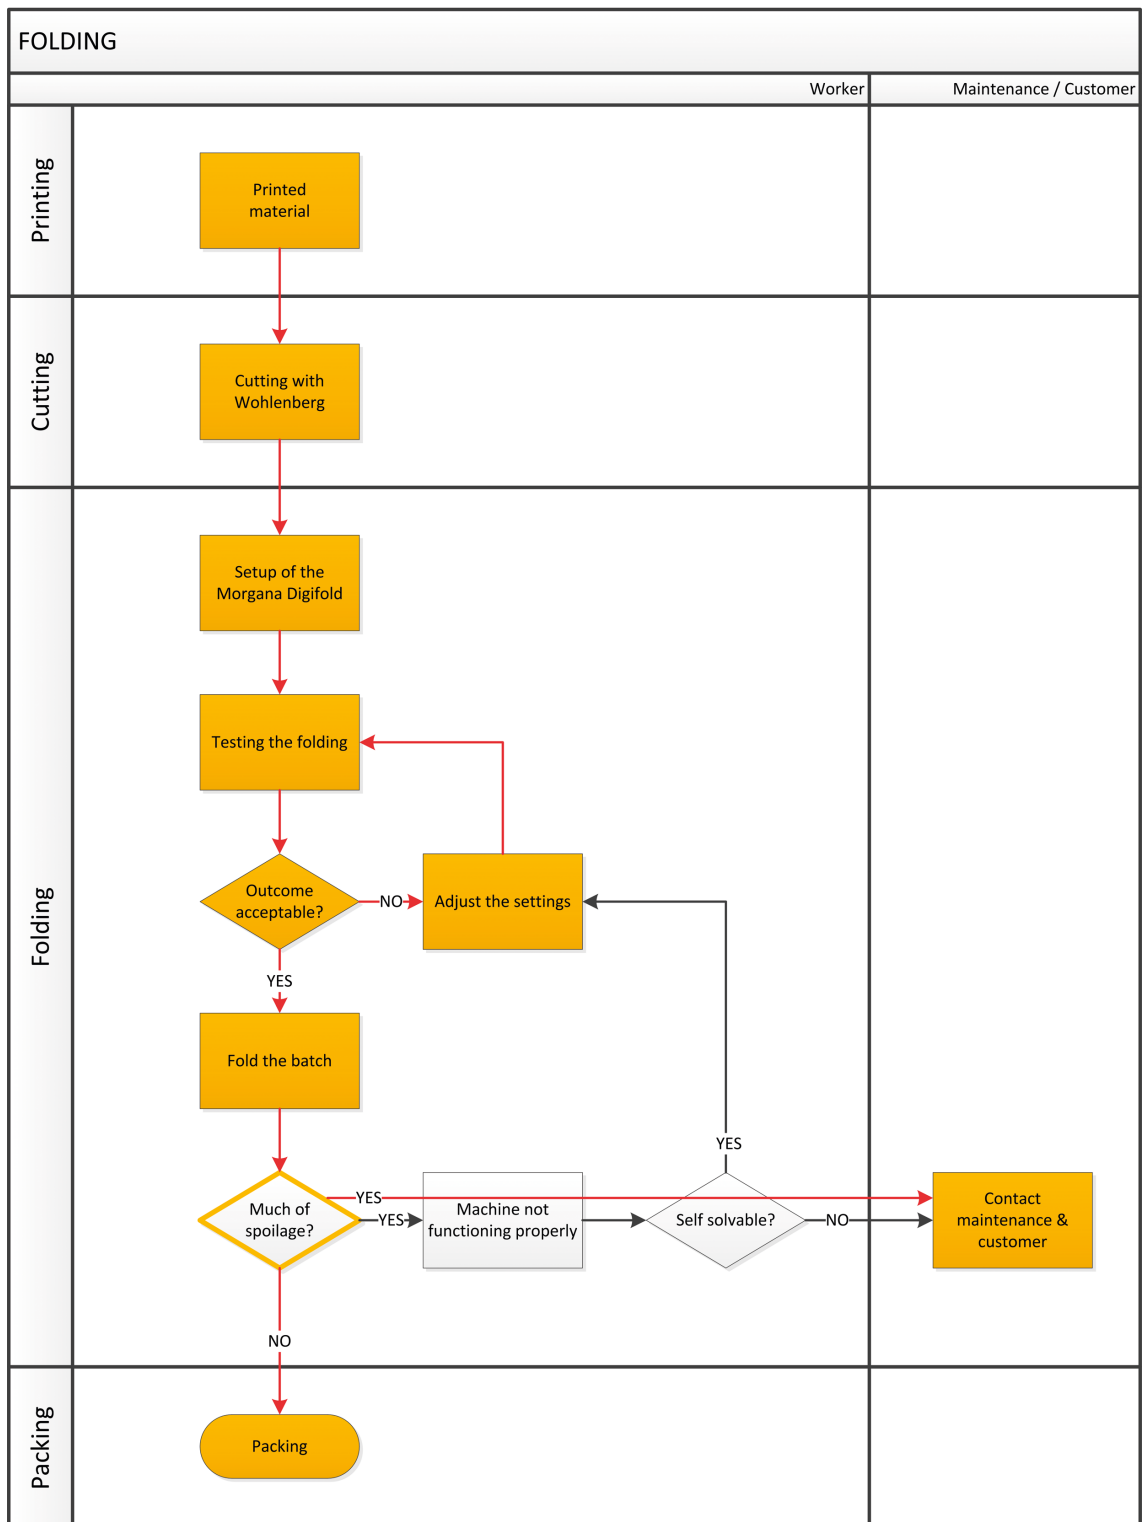 FOLDING
Worker
Maintenance / Customer
Printing
Printed
material
Cutting
Cutting with
Wohlenberg
Folding
Setup of the
Morgana Digifold
Testing the folding
Outcome
acceptable?
NO
Adjust the settings
YES
Fold the batch
YES
Much of
spoilage?
YES
YES
Machine not
functioning properly
Self solvable?
NO
Contact
maintenance &
customer
NO
Packing
Packing